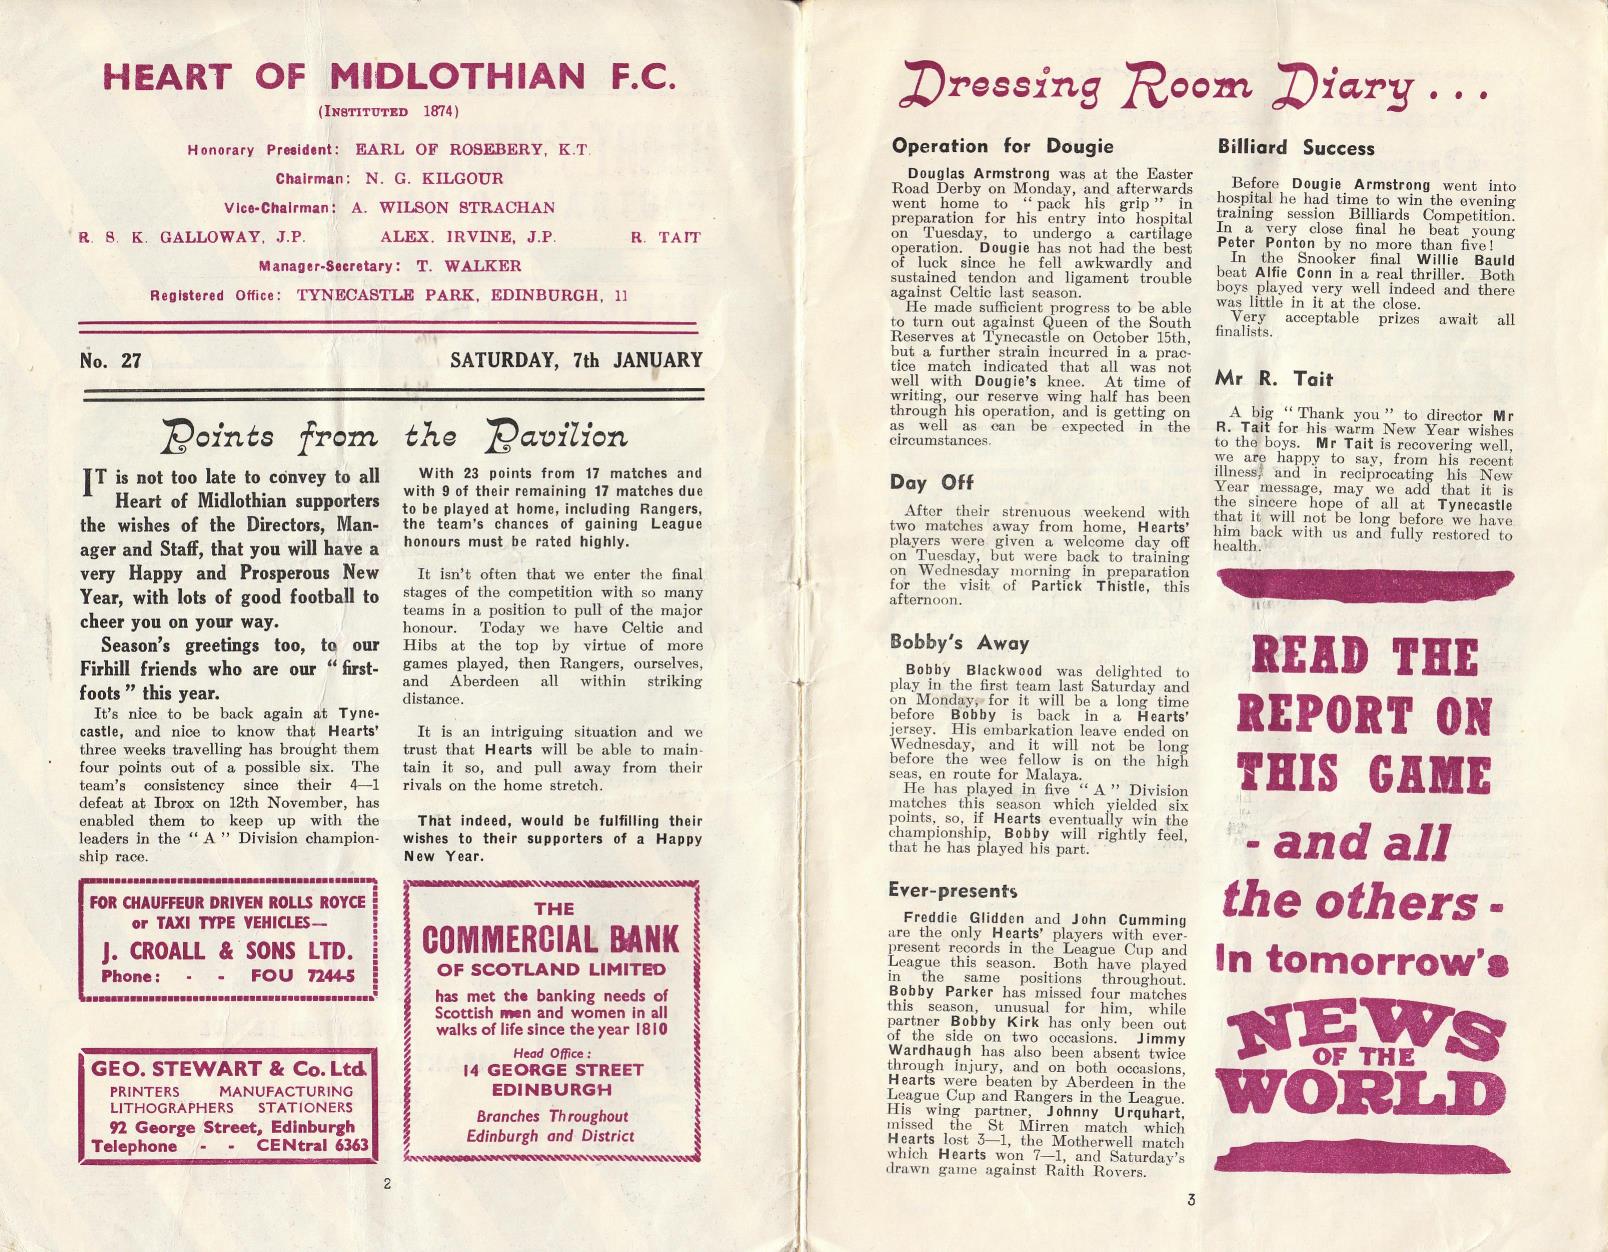 HEART OF MIDLOTHIAN F.C.
(INSTITUTED 1874)
Honorary President: EARL OF ROSEBERY, K.T.
Chairman: N. G. KILGOUR
Vice-Chairman: A. WILSON STRACHAN
R. S. K. GALLOWAY, J.P. ALEX. IRVINE, J.P. R. TAIT
Manager-Secretary: T. WALKER
Registered Office: TYNECASTLE PARK, EDINBURGH, 11
No. 27 SATURDAY, 7th JANUARY
Points from the Pavilion
IT is not too late to convey to all
Heart of Midlothian supporters
the wishes of the Directors, Man-
ager and Staff, that you will have a
very Happy and Prosperous New
Year, with lots of good football to
cheer you on your way.
Season's greetings too, to our
Firhill friends who are our "first-
foots" this year.
It's nice to be back again at Tyne-
castle, and nice to know that Hearts'
three weeks travelling has brought them
four points out of a possible six. The
team's consistency since their 4—1
defeat at Ibrox on 12th November, has
enabled them to keep up with the
leaders in the "A" Division champion-
ship race.
FOR CHAUFFEUR DRIVEN ROLLS ROYCE
or TAXI TYPE VEHICLES—
J. CROALL & SONS LTD.
Phone: - - FOU 7244-5
GEO. STEWART & Co. Ltd.
PRINTERS MANUFACTURING
LITHOGRAPHERS STATIONERS
92 George Street, Edinburgh
Telephone - - CENtral 6363
With 23 points from 17 matches and
with 9 of their remaining 17 matches due
to be played at home, including Rangers,
the team's chances of gaining League
honours must be rated highly.
It isn't often that we enter the final
stages of the competition with so many
teams in a position to pull of the major
honour. Today we have Celtic and
Hibs at the top by virtue of more
games played, then Rangers, ourselves,
and Aberdeen all within striking
distance.
It is an intriguing situation and we
trust that Hearts will be able to main-
tain it so, and pull away from their
rivals on the home stretch.
That indeed, would be fulfilling their
wishes to their supporters of a Happy
New Year.
THE
COMMERCIAL BANK
OF SCOTLAND LIMITED
has met the banking needs of
Scottish men and women in all
walks of life since the year 1810
Head Office:
14 GEORGE STREET
EDINBURGH
Branches Throughout
Edinburgh and District
2
Dressing Room Diary . . .
Operation for Dougie
Douglas Armstrong was at the Easter
Road Derby on Monday, and afterwards
went home to "pack his grip" in
preparation for his entry into hospital
on Tuesday, to undergo a cartilage
operation. Dougie has not had the best
of luck since he fell awkwardly and
sustained tendon and ligament trouble
against Celtic last season.
He made sufficient progress to be able
to turn out against Queen of the South
Reserves at Tynecastle on October 15th,
but a further strain incurred in a prac-
tice match indicated that all was not
well with Dougie's knee. At time of
writing, our reserve wing half has been
through his operation, and is getting on
as well as can be expected in the
circumstances.
Day Off
After their strenuous weekend with
two matches away from home, Hearts'
players were given a welcome day off
on Tuesday, but were back to training
on Wednesday morning in preparation
for the visit of Partick Thistle, this
afternoon.
Bobby's Away
Bobby Blackwood was delighted to
play in the first team last Saturday and
on Monday, for it will be a long time
before Bobby is back in a Hearts'
jersey. His embarkation leave ended on
Wednesday, and it will not be long
before the wee fellow is on the high
seas, en route for Malaya.
He has played in five "A" Division
matches this season which yielded six
points, so, if Hearts eventually win the
championship, Bobby will rightly feel,
that he has played his part.
Ever-presents
Freddie Glidden and John Cumming
are the only Hearts' players with ever-
present records in the League Cup and
League this season. Both have played
in the same positions throughout.
Bobby Parker has missed four matches
this season, unusual for him, while
partner Bobby Kirk has only been out
of the side on two occasions. Jimmy
Wardhaugh has also been absent twice
through injury, and on both occasions,
Hearts were beaten by Aberdeen in the
League Cup and Rangers in the League.
His wing partner, Johnny Urquhart,
missed the St Mirren match which
Hearts lost 3—1, the Motherwell match
which Hearts won 7—1, and Saturday's
drawn game against Raith Rovers.
Billiard Success
Before Dougie Armstrong went into
hospital he had time to win the evening
training session Billiards Competition.
In a very close final he beat young
Peter Ponton by no more than five!
In the Snooker final Willie Bauld
beat Alfie Conn in a real thriller. Both
boys played very well indeed and there
was little in it at the close.
Very acceptable prizes await all
finalists.
Mr R. Tait
A big "Thank you" to director Mr
R. Tait for his warm New Year wishes
to the boys. Mr Tait is recovering well,
we are happy to say, from his recent
illness, and in reciprocating his New
Year message, may we add that it is
the sincere hope of all at Tynecastle
that it will not be long before we have
him back with us and fully restored to
health.
READ THE
REPORT ON
THIS GAME
- and all
the others -
In tomorrow's
NEWS
OF THE
WORLD
3